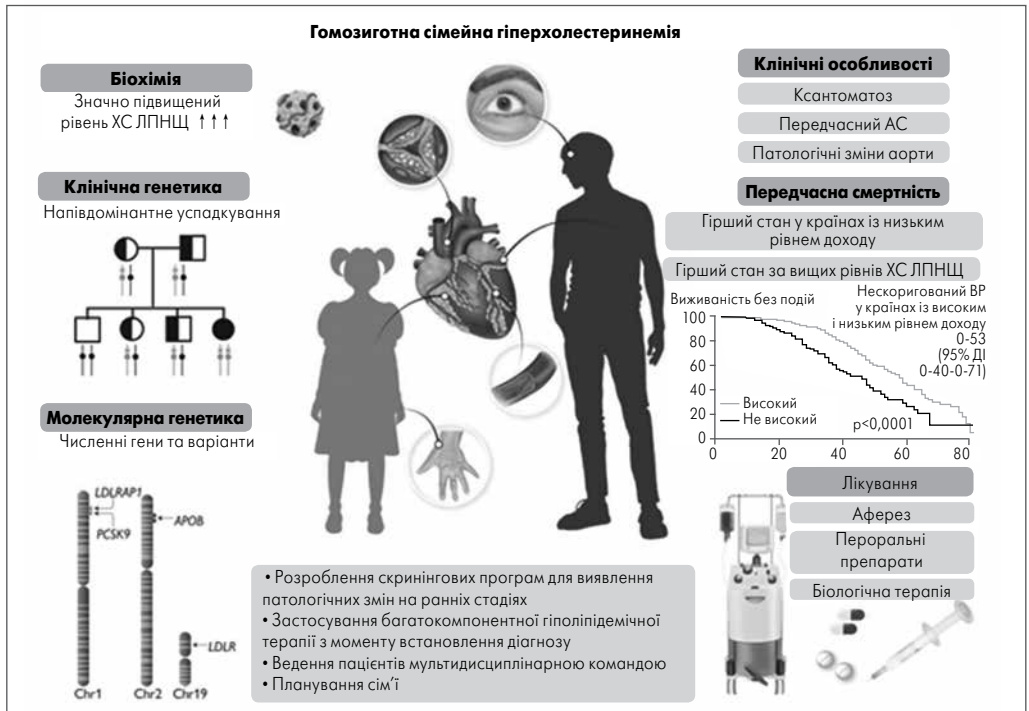 Гомозиготна сімейна гіперхолестеринемія
Біохімія
Значно підвищений
рівень ХС ЛПНЩ ↑↑↑
Клінічна генетика
Напівдомінантне успадкування
Молекулярна генетика
Численні гени та варіанти
LDLRAP1
PCSK9
APOB
LDLR
Chr1
Chr2
Chr19
• Розроблення скринінгових програм для виявлення
патологічних змін на ранніх стадіях
• Застосування багатокомпонентної гіполіпідемічної
терапії з моменту встановлення діагнозу
• Ведення пацієнтів мультидисциплінарною командою
• Планування сім’ї
Клінічні особливості
Ксантоматоз
Передчасний АС
Патологічні зміни аорти
Передчасна смертність
Гірший стан у країнах із низьким
рівнем доходу
Гірший стан за вищих рівнів ХС ЛПНЩ
Виживаність без подій
Нескоригований ВР
у країнах із високим
і низьким рівнем доходу
0-53
(95% ДІ
0-40-0-71)
100
80
60
40
20
0
Високий
Не високий
p<0,0001
0
20
40
60
80
Лікування
Аферез
Пероральні
препарати
Біологічна терапія